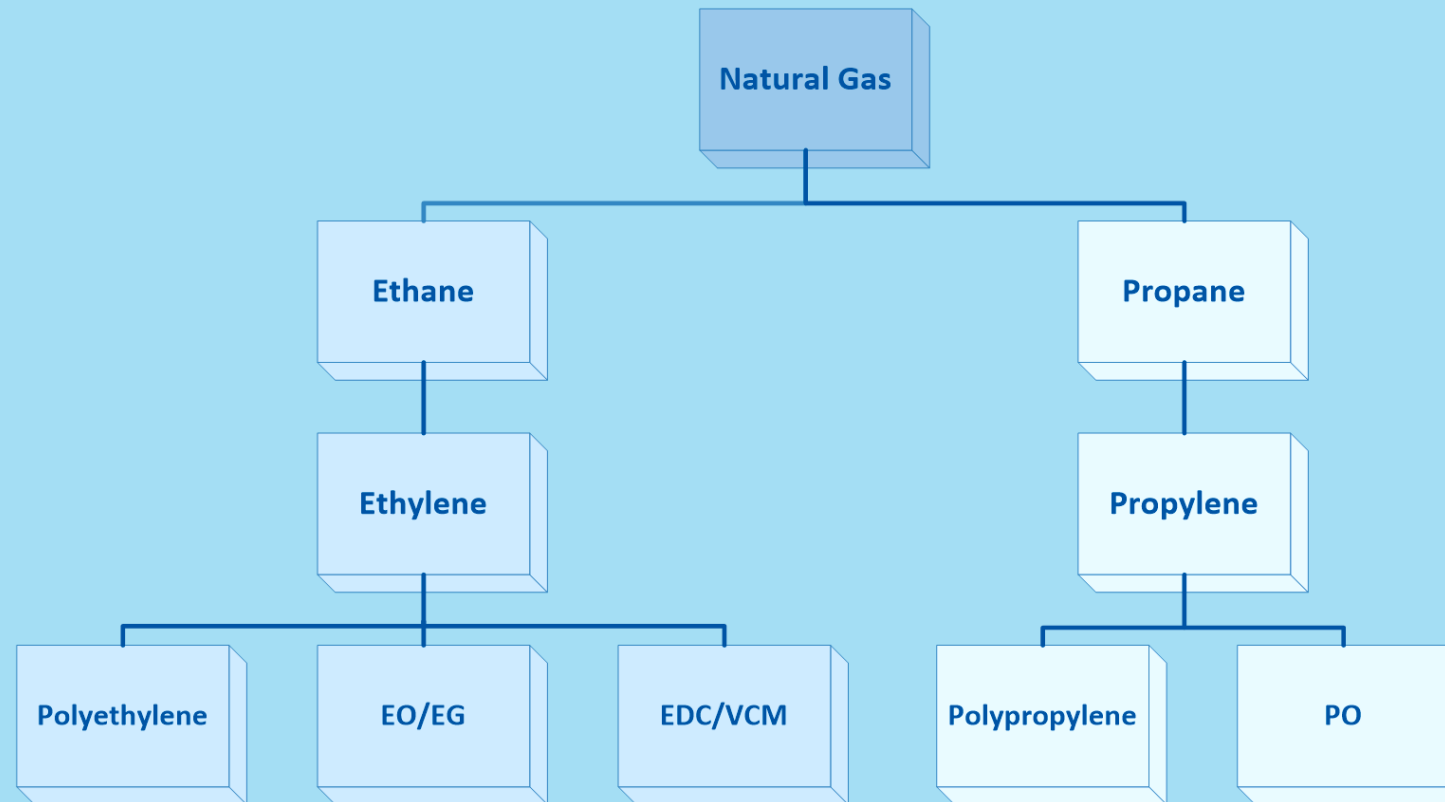 Natural Gas
Ethane
Propane
Ethylene
Propylene
Polyethylene
EO/EG
EDC/VCM
Polypropylene
PO